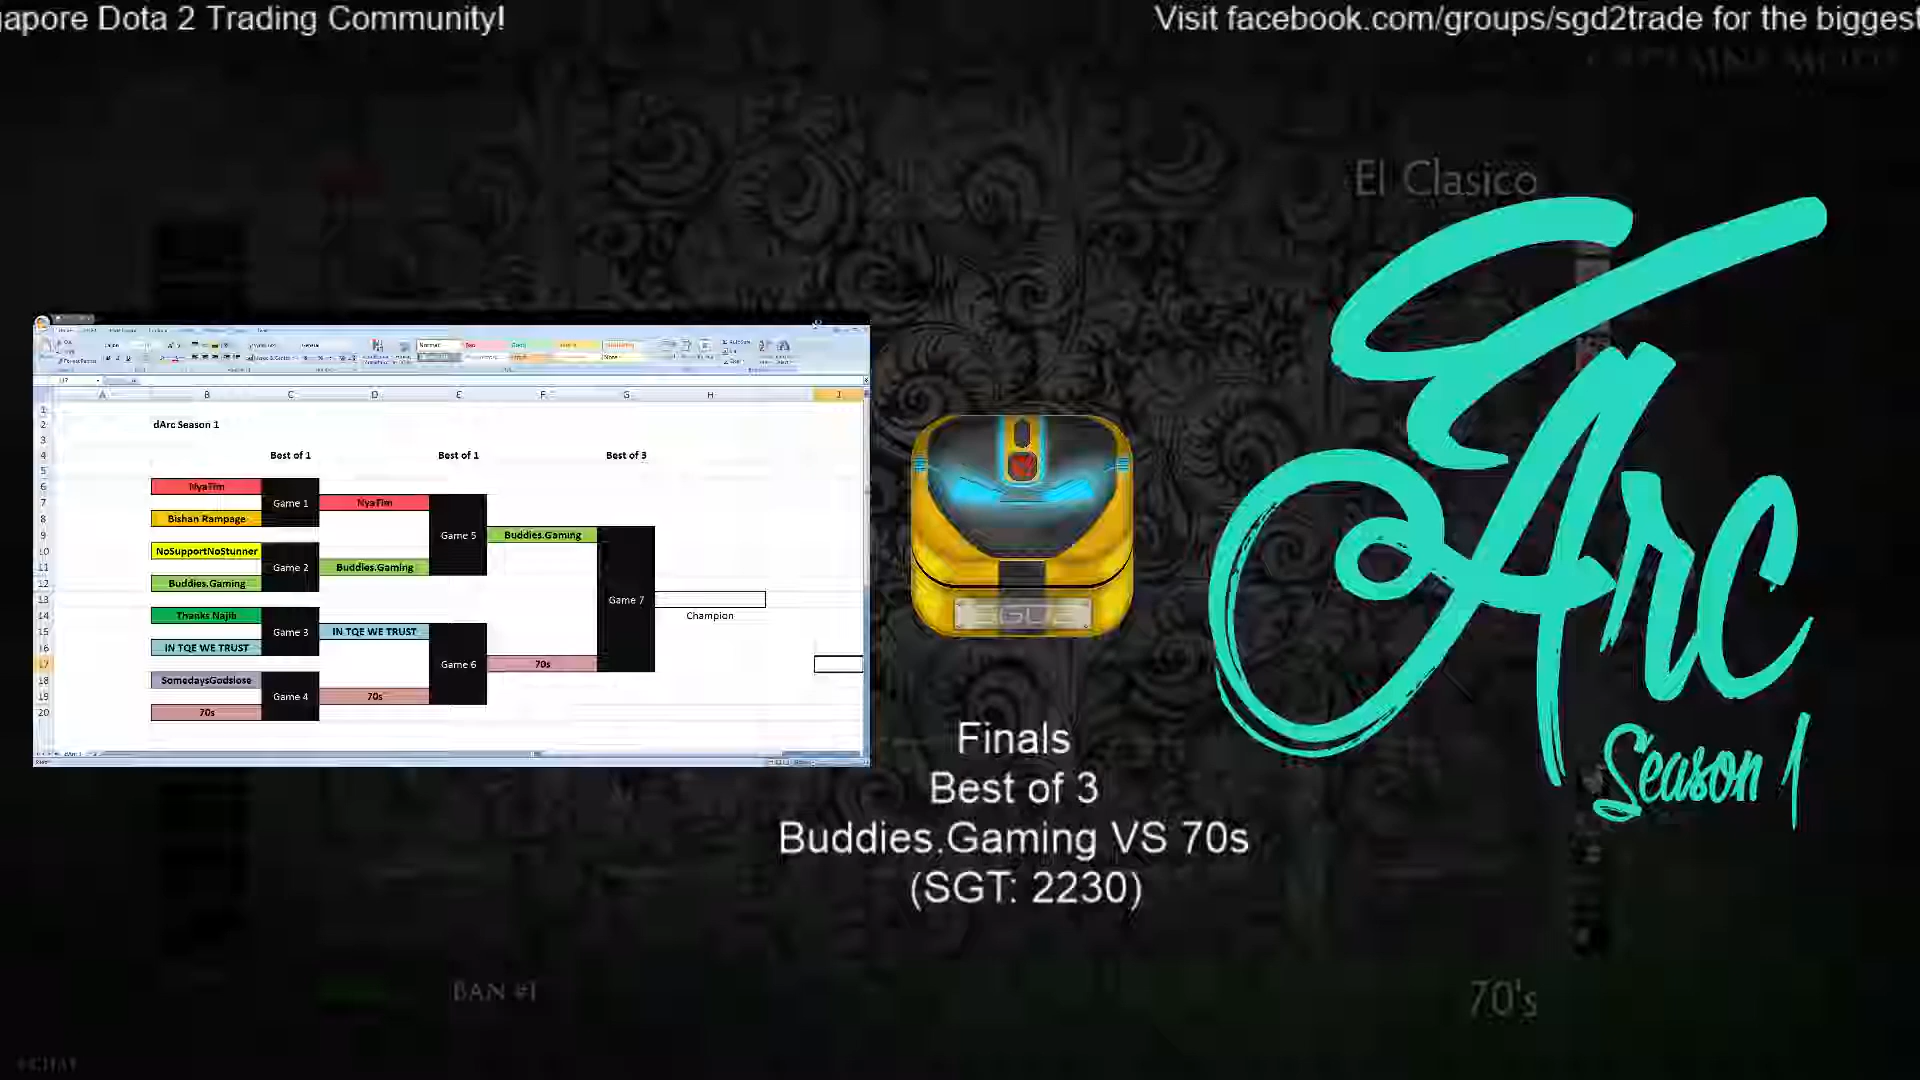 gapore Dota 2 Trading Community!
Visit facebook.com/groups/sgd2trade for the biggest
El Clasico
dArc Season 1
Best of 1
Best of 1
Best of 3
NyaTim
Bishan Rampage
Game 1
NoSupportNoStunner
Buddies.Gaming
Game 2
Thanks Najib
IN TQE WE TRUST
Game 3
SomedaysGodslose
70s
Game 4
NyaTim
Buddies.Gaming
Game 5
IN TQE WE TRUST
70s
Game 6
Buddies.Gaming
70s
Game 7
Champion
Arc
Season 1
Finals
Best of 3
Buddies.Gaming VS 70s
(SGT: 2230)
BAN #1
70's